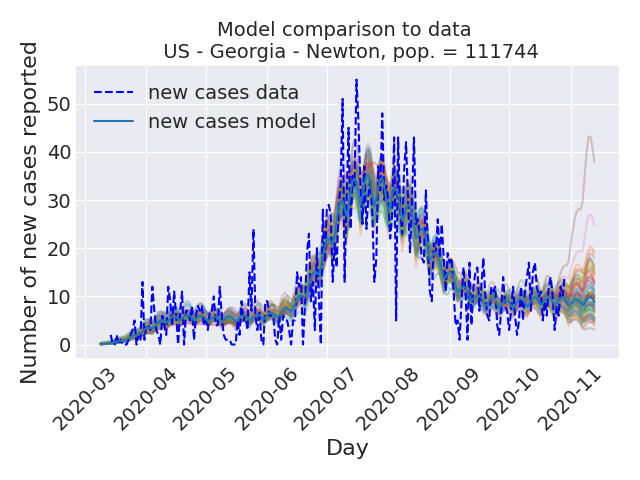 Model comparison to data
US - Georgia - Newton, pop. = 111744
Number of new cases reported
new cases data
new cases model
50
40
30
20
10
0
2020-03
2020-04
2020-05
2020-06
2020-07
2020-08
2020-09
2020-10
2020-11
Day